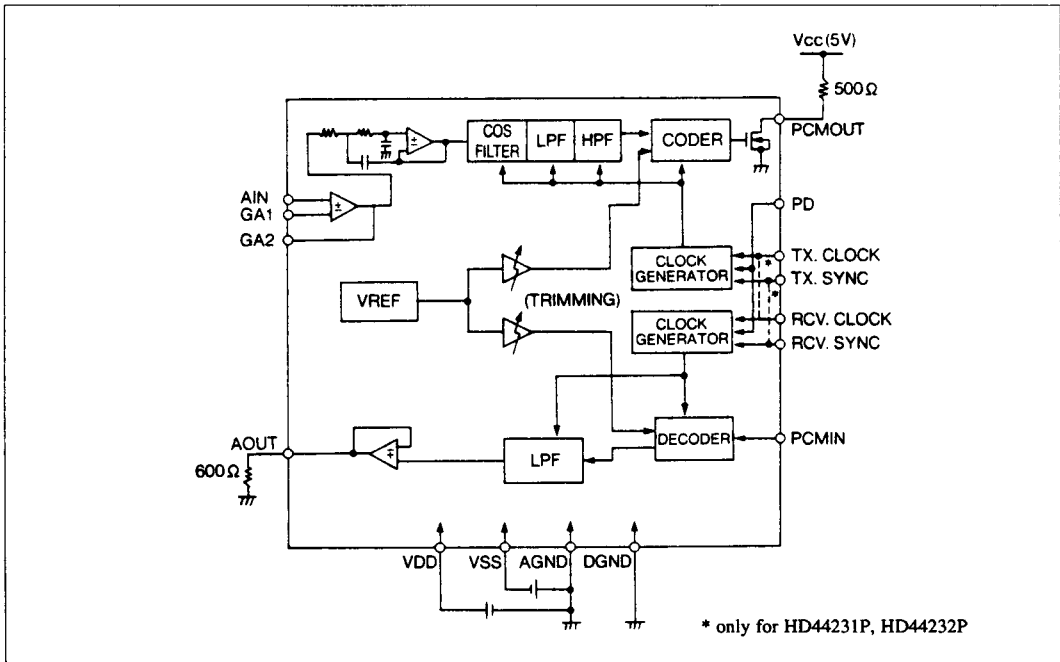 Vcc (5V)
500Ω
PCMOUT
COS FILTER
LPF
HPF
CODER
±
AIN
GA1
GA2
±
PD
TX. CLOCK
*
TX. SYNC
*
CLOCK GENERATOR
VREF
(TRIMMING)
CLOCK GENERATOR
RCV. CLOCK
RCV. SYNC
DECODER
PCMIN
LPF
AOUT
600Ω
VDD
VSS
AGND
DGND
* only for HD44231P, HD44232P